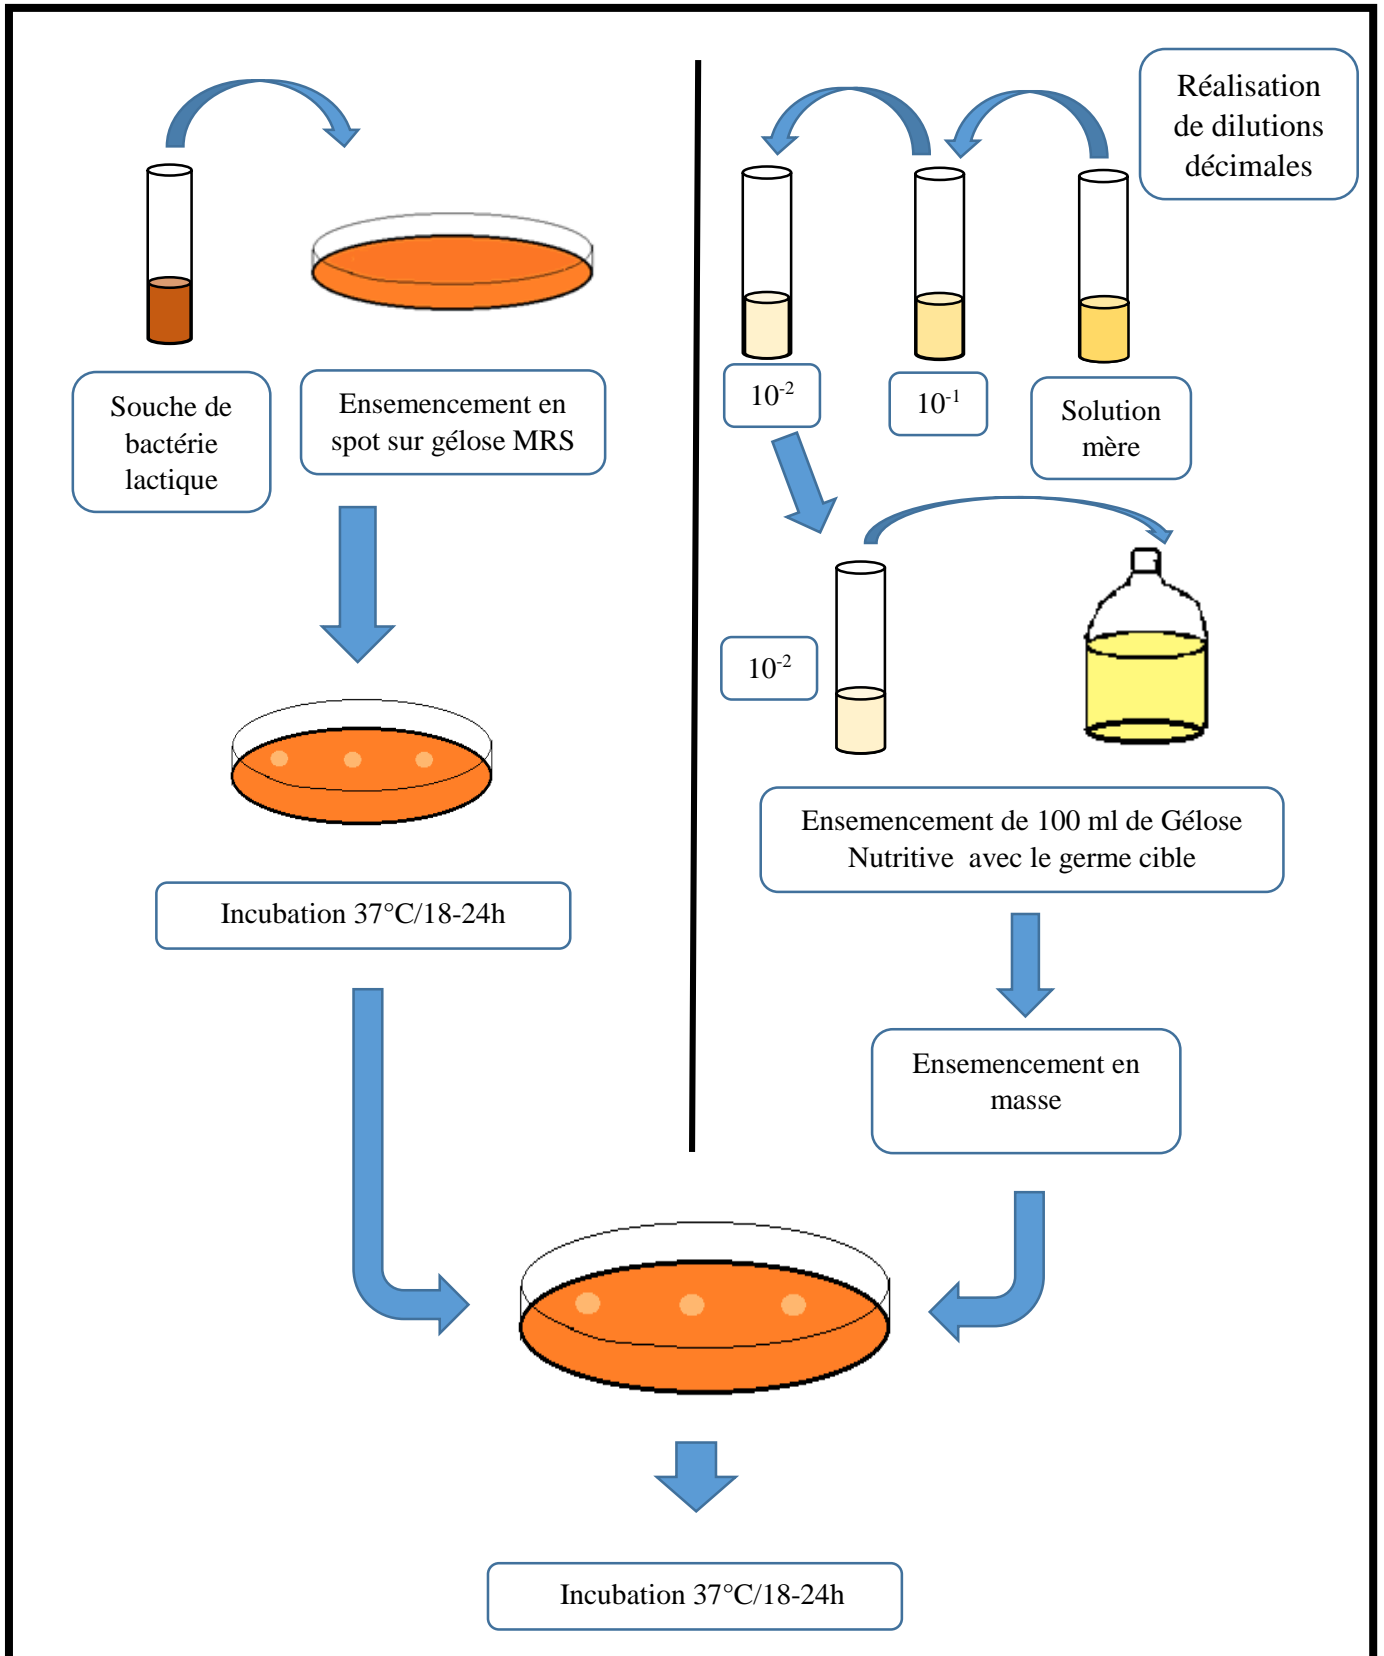 Réalisation
de dilutions
décimales
Souche de
bactérie
lactique
Ensemencement en
spot sur gélose MRS
10⁻²
10⁻¹
Solution
mère
10⁻²
Ensemencement de 100 ml de Gélose
Nutritive avec le germe cible
Incubation 37°C/18-24h
Ensemencement en
masse
Incubation 37°C/18-24h